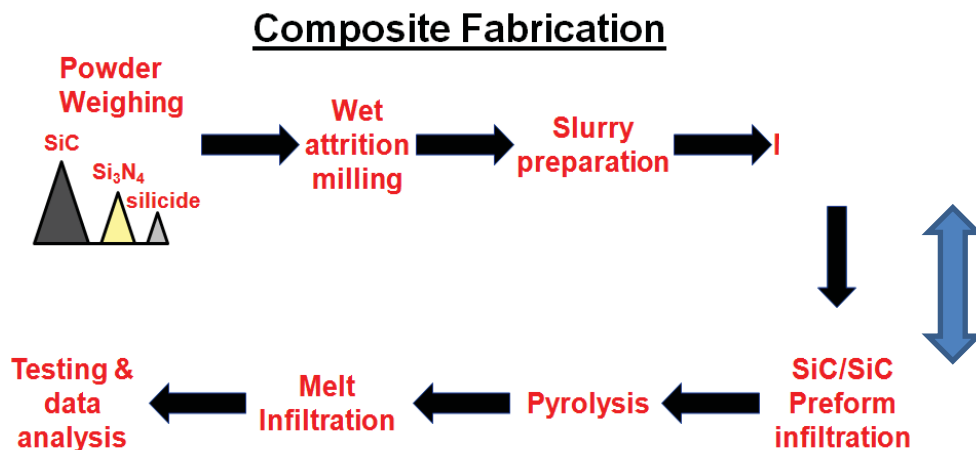 Composite Fabrication
Powder
Weighing
SiC
Si₃N₄
silicide
Wet
attrition
milling
Slurry
preparation
I
SiC/SiC
Preform
infiltration
Pyrolysis
Melt
Infiltration
Testing &
data
analysis